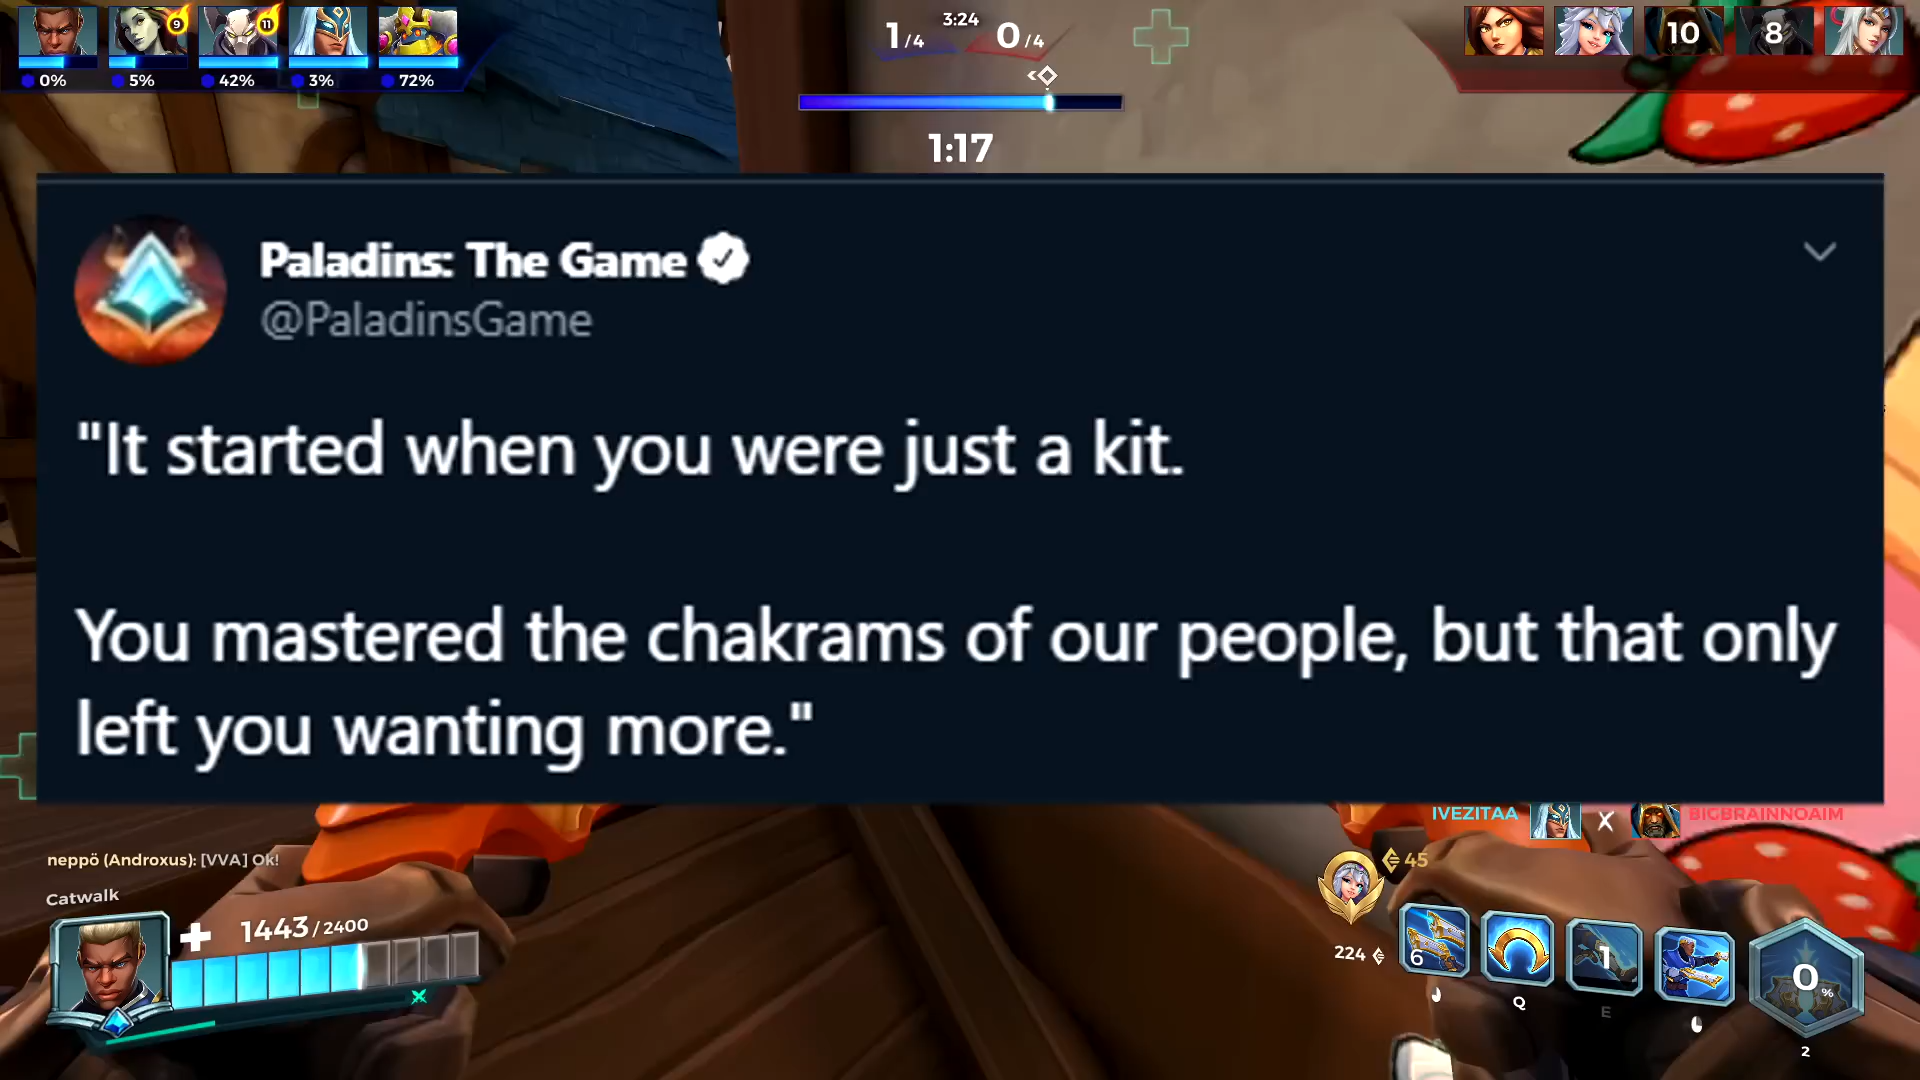 9
11
0%
5%
42%
3%
72%
1/4
3:24
0/4
1:17
10
8
Paladins: The Game
@PaladinsGame
"It started when you were just a kit.
You mastered the chakrams of our people, but that only
left you wanting more."
IVEZITAA X BIGBRAINNOAIM
neppö (Androxus): [VVA] Ok!
Catwalk
1443/2400
45
224
6
Q
1
E
0%
2